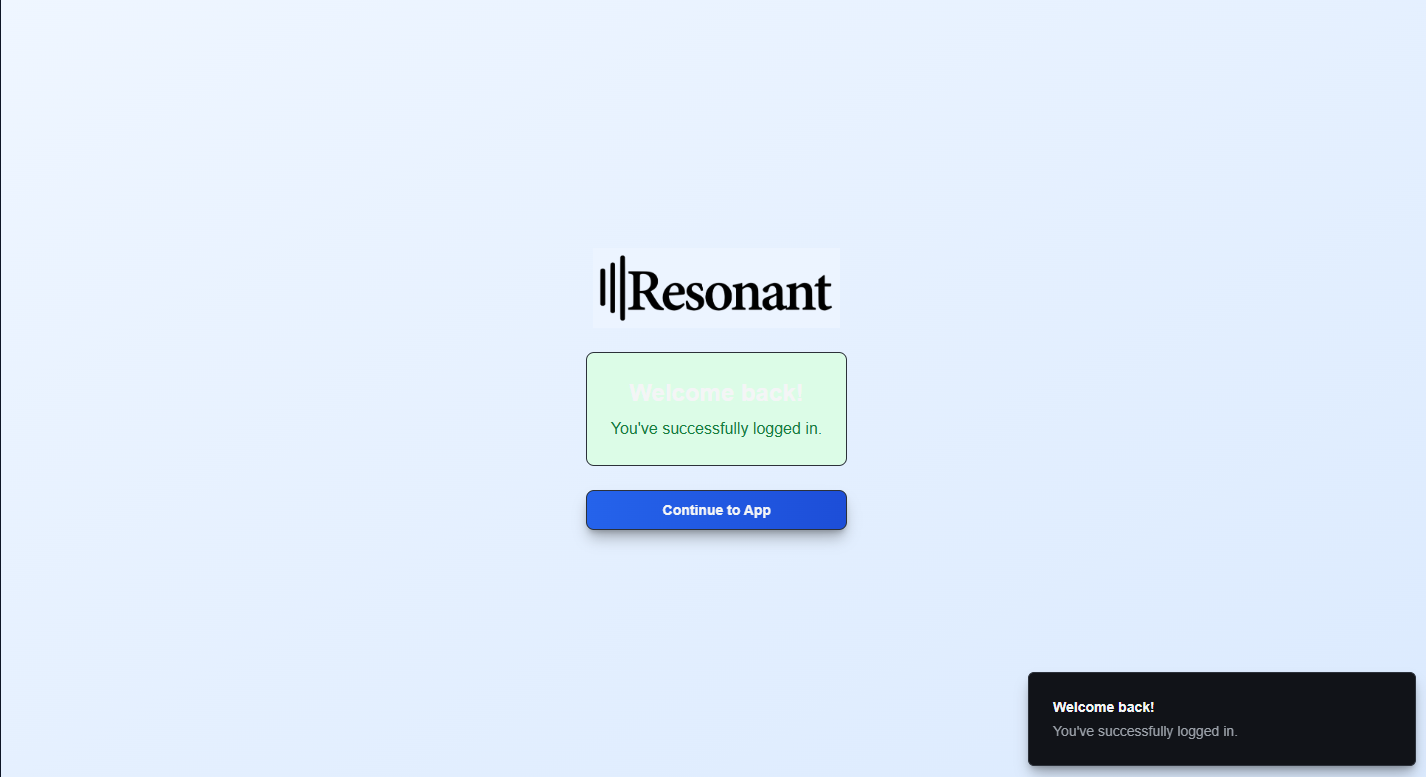 Resonant
Welcome back!
You've successfully logged in.
Continue to App
Welcome back!
You've successfully logged in.